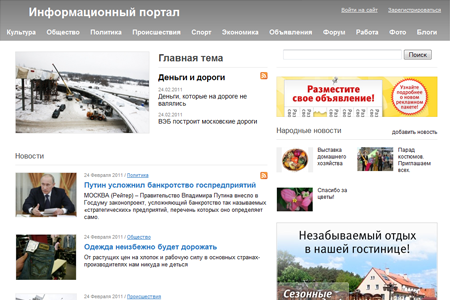 Информационный портал
Войти на сайт Зарегистрироваться
Культура Общество Политика Происшествия Спорт Экономика Объявления Форум Работа Фото Блоги
Главная тема
Деньги и дороги
24.02.2011
Деньги, которые на дороге не валялись
24.02.2011
ВЭБ построит московские дороги
Поиск
Разместите свое объявление!
Узнайте подробнее о новом рекламном пакете!
Народные новости
добавить новость
Выставка домашнего хозяйства
Парад костюмов. Приглашаем всех.
Спасибо за цветы!
Новости
24 Февраля 2011 / Политика
Путин усложнил банкротство госпредприятий
МОСКВА (Рейтер) – Правительство Владимира Путина внесло в
Госдуму законопроект, усложняющий банкротство так называемых
«стратегических» предприятий, перечень которых оно определяет
само.
24 Февраля 2011 / Общество
Одежда неизбежно будет дорожать
От растущих цен на хлопок и рабочую силу в основных странах-
производителях нам никуда не деться
24 Февраля 2011 / Происшествия
Незабываемый отдых
в нашей гостинице!
Сезонные